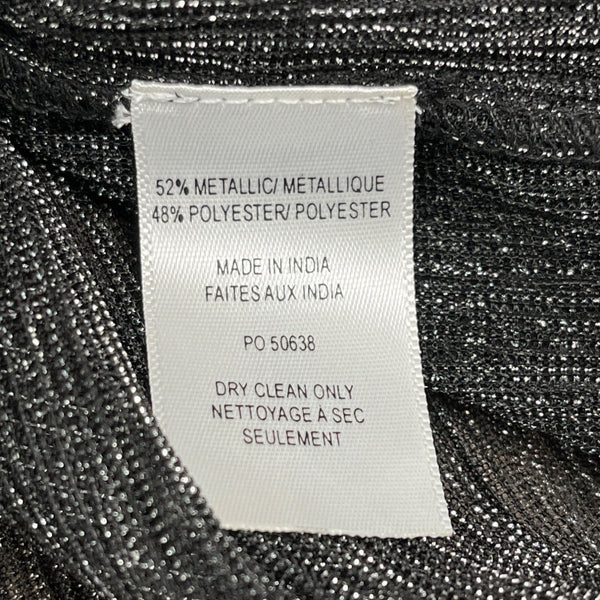 52% METALLIC/ MÉTALLIQUE
48% POLYESTER/ POLYESTER
MADE IN INDIA
FAITES AUX INDIA
PO 50638
DRY CLEAN ONLY
NETTOYAGE À SEC
SEULEMENT